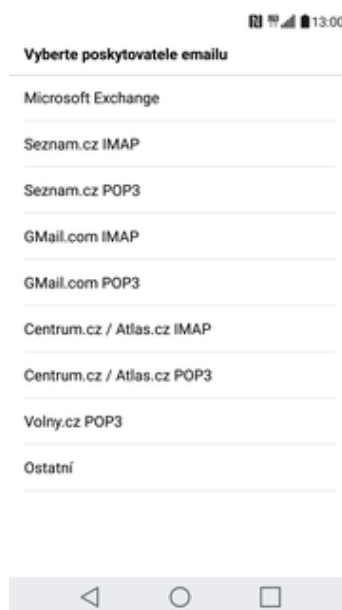 13:00
Vyberte poskytovatele emailu
Microsoft Exchange
Seznam.cz IMAP
Seznam.cz POP3
GMail.com IMAP
GMail.com POP3
Centrum.cz / Atlas.cz IMAP
Centrum.cz / Atlas.cz POP3
Volny.cz POP3
Ostatní